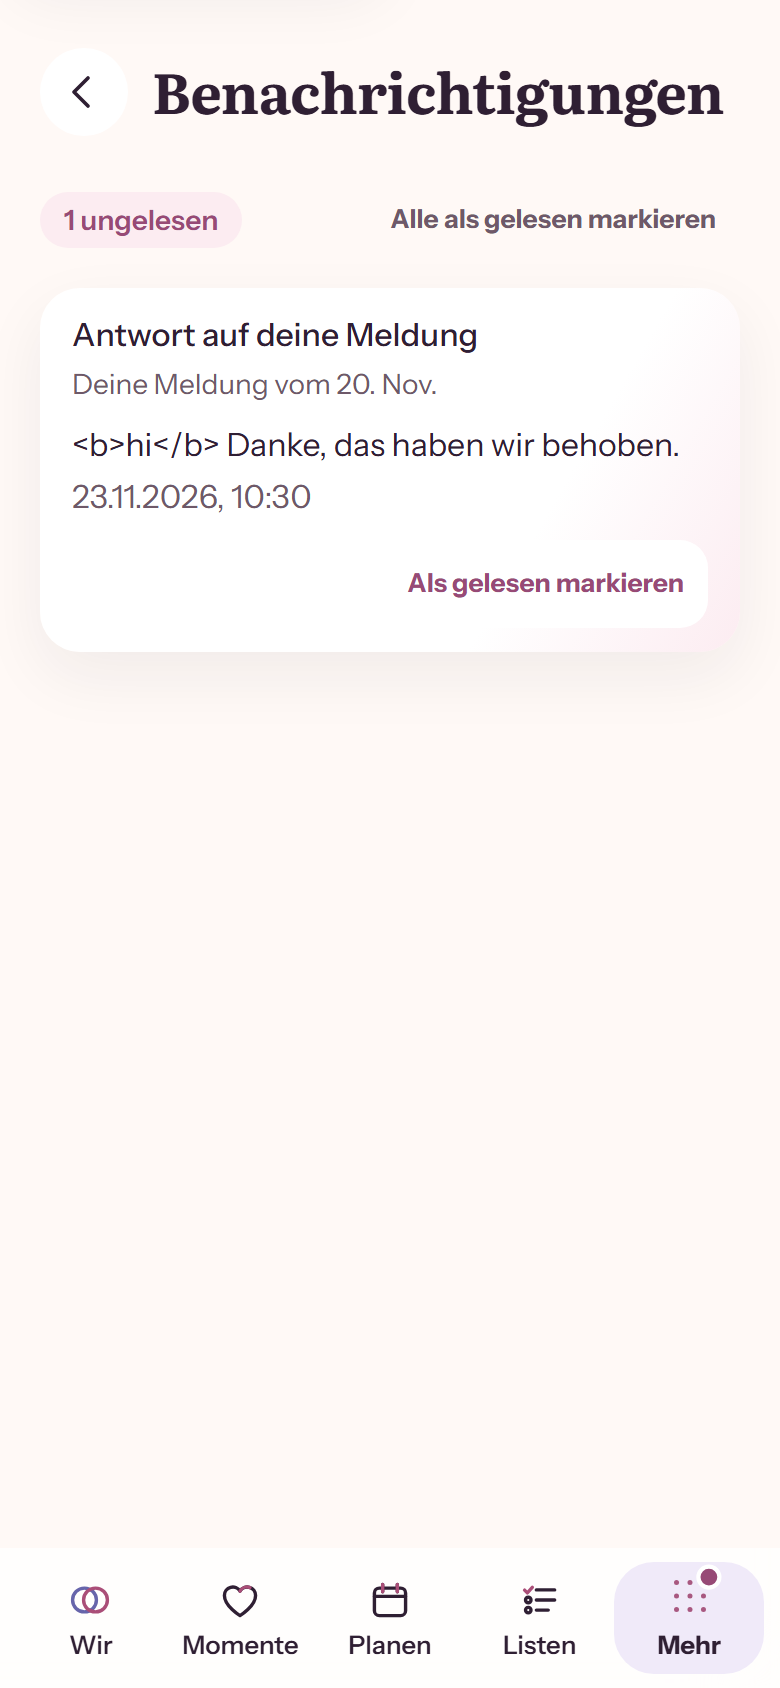 Benachrichtigungen
1 ungelesen
Alle als gelesen markieren
Antwort auf deine Meldung
Deine Meldung vom 20. Nov.
<b>hi</b> Danke, das haben wir behoben.
23.11.2026, 10:30
Als gelesen markieren
Wir
Momente
Planen
Listen
Mehr